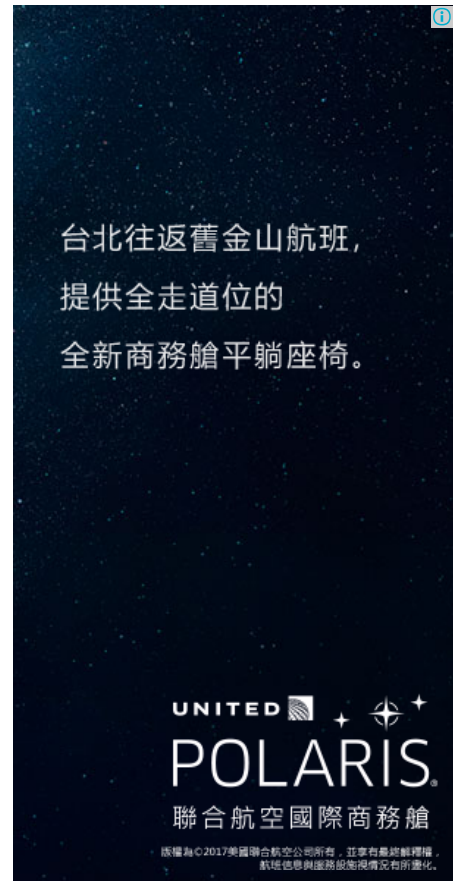 台北往返舊金山航班,
提供全走道位的
全新商務艙平躺座椅。
UNITED
POLARIS®
聯合航空國際商務艙
版權為©2017美國聯合航空公司所有，並享有最終解釋權，
航班信息與服務設施視情況有所變化。